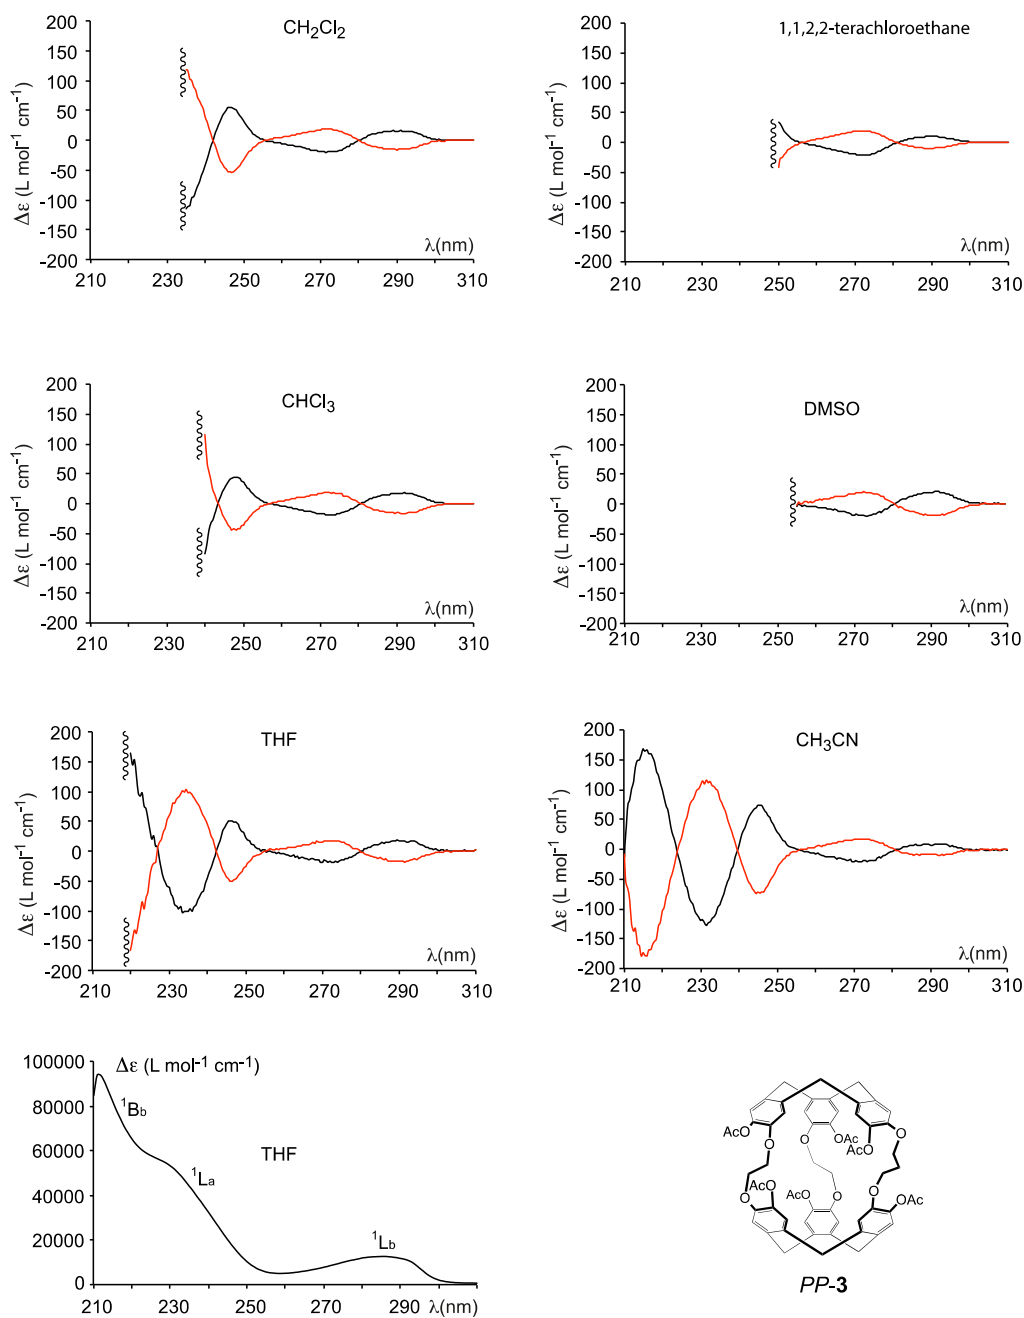 CH2Cl2
200
150
100
50
0
-50
-100
-150
-200
Δε (L mol-1 cm-1)
λ(nm)
210 230 250 270 290 310
1,1,2,2-terachloroethane
200
150
100
50
0
-50
-100
-150
-200
Δε (L mol-1 cm-1)
λ(nm)
210 230 250 270 290 310
CHCl3
200
150
100
50
0
-50
-100
-150
-200
Δε (L mol-1 cm-1)
λ(nm)
210 230 250 270 290 310
DMSO
200
150
100
50
0
-50
-100
-150
-200
Δε (L mol-1 cm-1)
λ(nm)
210 230 250 270 290 310
THF
200
150
100
50
0
-50
-100
-150
-200
Δε (L mol-1 cm-1)
λ(nm)
210 230 250 270 290 310
CH3CN
200
150
100
50
0
-50
-100
-150
-200
Δε (L mol-1 cm-1)
λ(nm)
210 230 250 270 290 310
Δε (L mol-1 cm-1)
100000
80000
60000
40000
20000
0
1Bb
1La
1Lb
THF
210 230 250 270 290 λ(nm)
AcO
O
O
OAc
AcO
O
O
AcO
O
AcO
O
O
OAc
PP-3